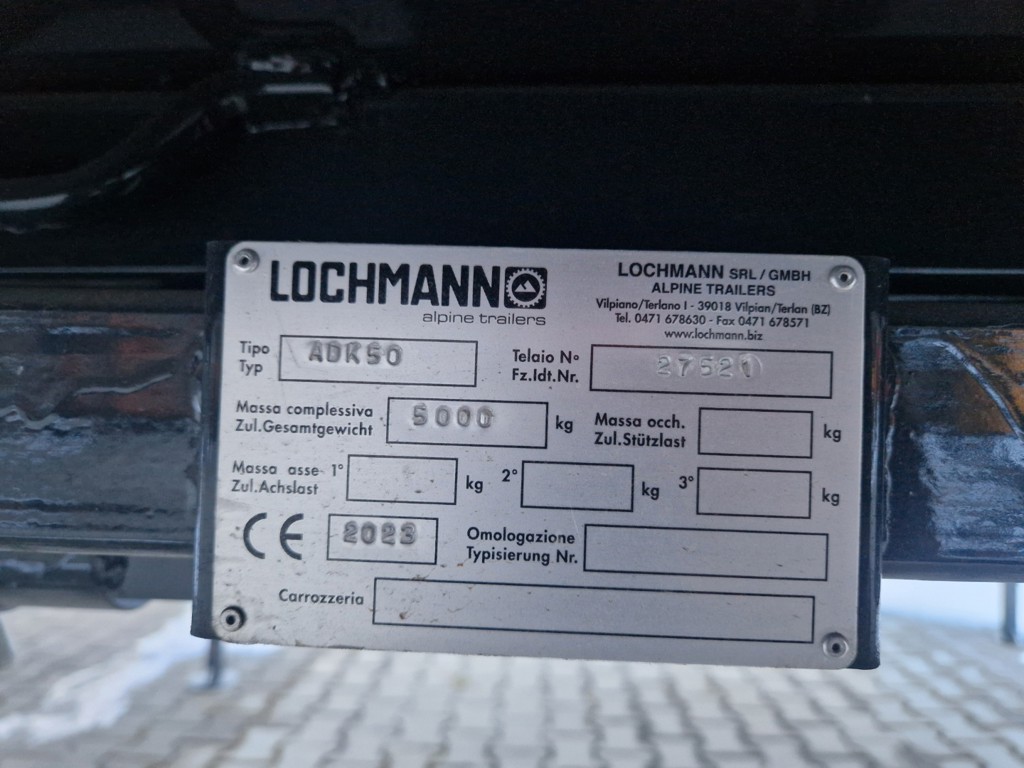 LOCHMANN
alpine trailers
LOCHMANN SRL / GMBH
ALPINE TRAILERS
Vilpiano/Terlano I - 39018 Vilpian/Terlan (BZ)
Tel. 0471 678630 - Fax 0471 678571
www.lochmann.biz
Tipo
Typ
ADK50
Telaio No
Fz.Idt.Nr.
27521
Massa complessiva
Zul.Gesamtgewicht
5000 kg
Massa occh.
Zul.Stützlast
kg
Massa asse 1°
Zul.Achslast
kg 2° kg 3° kg
CE 2023
Omologazione
Typisierung Nr.
Carrozzeria